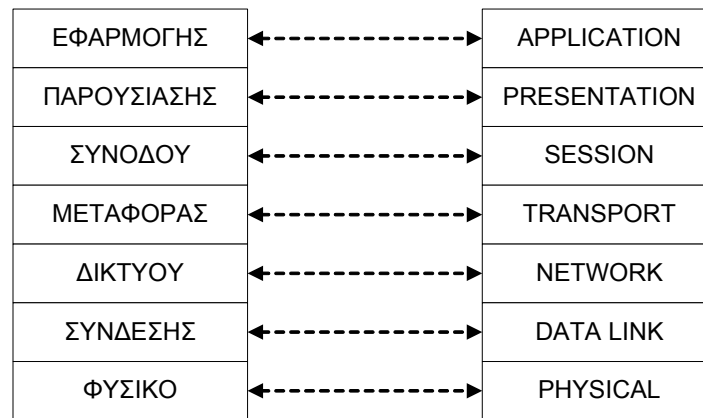 ΕΦΑΡΜΟΓΗΣ APPLICATION
ΠΑΡΟΥΣΙΑΣΗΣ PRESENTATION
ΣΥΝΟΔΟΥ SESSION
ΜΕΤΑΦΟΡΑΣ TRANSPORT
ΔΙΚΤΥΟΥ NETWORK
ΣΥΝΔΕΣΗΣ DATA LINK
ΦΥΣΙΚΟ PHYSICAL